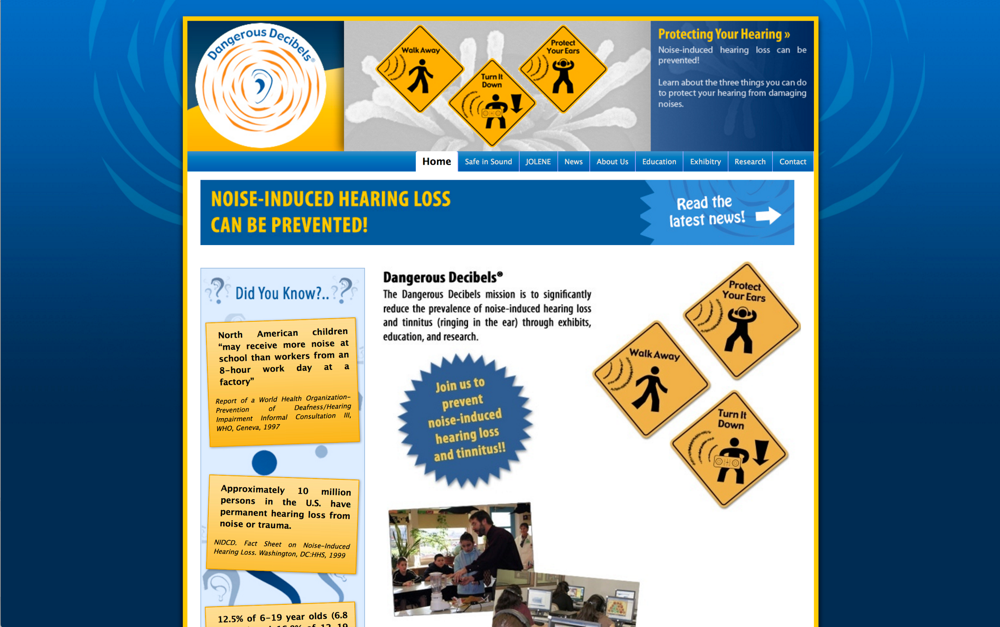 Dangerous Decibels®
Walk Away
Turn It
Down
Protect
Your Ears
Protecting Your Hearing »
Noise-induced hearing loss can be
prevented!
Learn about the three things you can do
to protect your hearing from damaging
noises.
Home
Safe in Sound
JOLENE
News
About Us
Education
Exhibitry
Research
Contact
NOISE-INDUCED HEARING LOSS
CAN BE PREVENTED!
Read the
latest news!
Did You Know?..
North American children
“may receive more noise at
school than workers from an
8-hour work day at a
factory”
Report of a World Health Organization-
Prevention of Deafness/Hearing
Impairment Informal Consultation III,
WHO, Geneva, 1997
Approximately 10 million
persons in the U.S. have
permanent hearing loss from
noise or trauma.
NIDCD. Fact Sheet on Noise-Induced
Hearing Loss. Washington, DC:HHS, 1999
12.5% of 6-19 year olds (6.8
Dangerous Decibels®
The Dangerous Decibels mission is to significantly
reduce the prevalence of noise-induced hearing loss
and tinnitus (ringing in the ear) through exhibits,
education, and research.
Join us to
prevent
noise-induced
hearing loss
and tinnitus!!
Protect
Your Ears
Walk Away
Turn It
Down